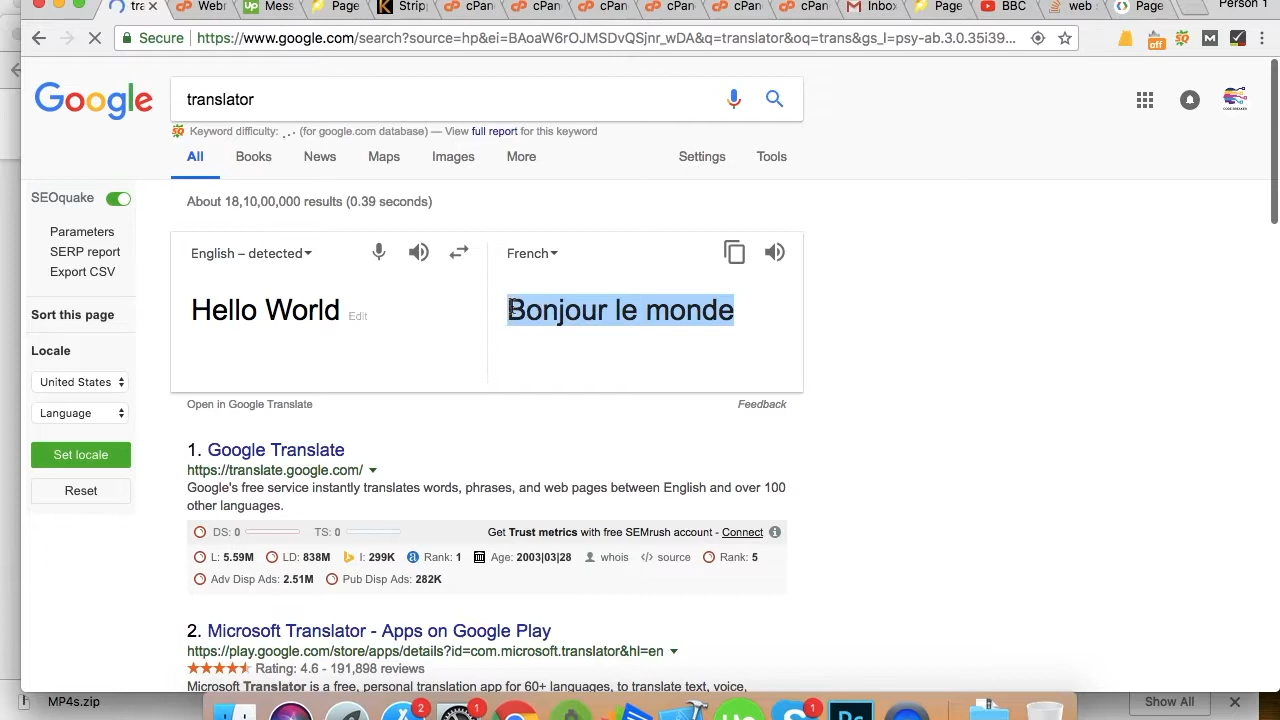 Webr
Mess
Page
Strip
cPan
cPan
cPan
cPan
cPan
cPan
Inbox
Page
BBC
web
Page
Person 1
Secure
https://www.google.com/search?source=hp&ei=BAoaW6rOJMSDvQSjnr_wDA&q=translator&oq=trans&gs_l=psy-ab.3.0.35i39...
off
Google
translator
Keyword difficulty: ... (for google.com database) — View full report for this keyword
All Books News Maps Images More Settings Tools
SEOquake
About 18,10,00,000 results (0.39 seconds)
Parameters
SERP report
Export CSV
English – detected
French
Sort this page
Hello World Edit
Bonjour le monde
Locale
United States
Language
Open in Google Translate
Feedback
Set locale
Reset
1. Google Translate
https://translate.google.com/
Google's free service instantly translates words, phrases, and web pages between English and over 100
other languages.
DS: 0 TS: 0 Get Trust metrics with free SEMrush account - Connect
L: 5.59M LD: 838M I: 299K Rank: 1 Age: 2003|03|28 whois </> source Rank: 5
Adv Disp Ads: 2.51M Pub Disp Ads: 282K
2. Microsoft Translator - Apps on Google Play
https://play.google.com/store/apps/details?id=com.microsoft.translator&hl=en
Rating: 4.6 - 191,898 reviews
Microsoft Translator is a free, personal translation app for 60+ languages, to translate text, voice,
MP4s.zip
2
1
Up
1
Ps
Show All